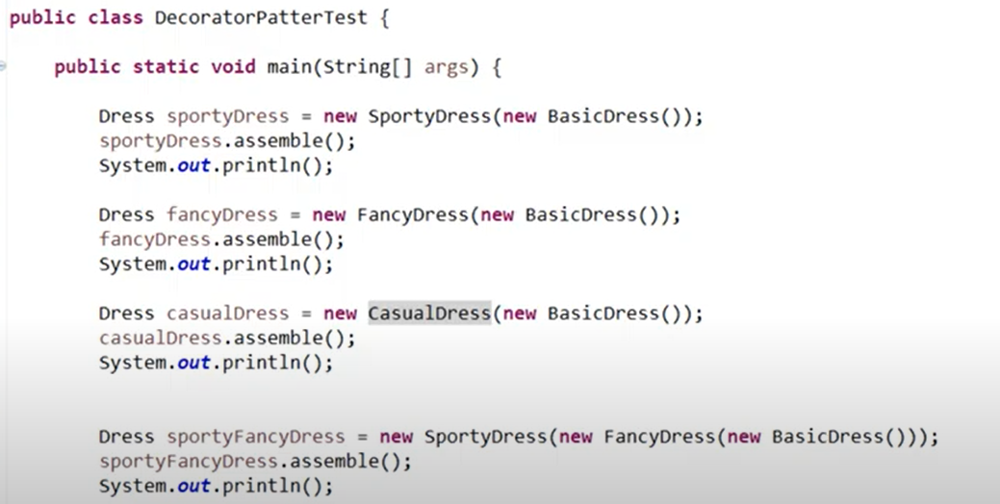 public class DecoratorPatterTest {
public static void main(String[] args) {
Dress sportyDress = new SportyDress(new BasicDress());
sportyDress.assemble();
System.out.println();
Dress fancyDress = new FancyDress(new BasicDress());
fancyDress.assemble();
System.out.println();
Dress casualDress = new CasualDress(new BasicDress());
casualDress.assemble();
System.out.println();
Dress sportyFancyDress = new SportyDress(new FancyDress(new BasicDress()));
sportyFancyDress.assemble();
System.out.println();